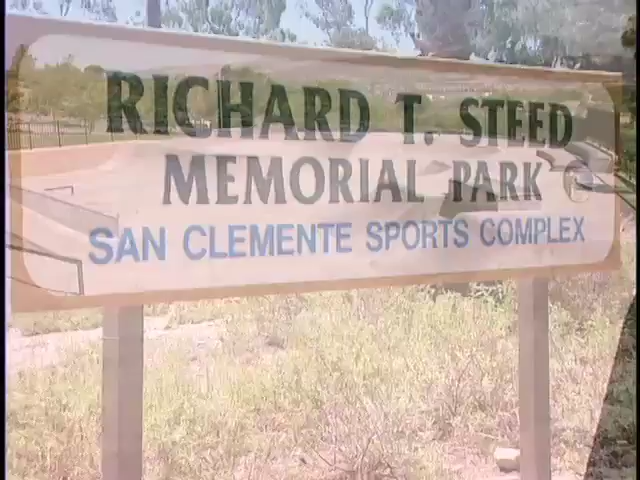 RICHARD T. STEED
MEMORIAL PARK
SAN CLEMENTE SPORTS COMPLEX